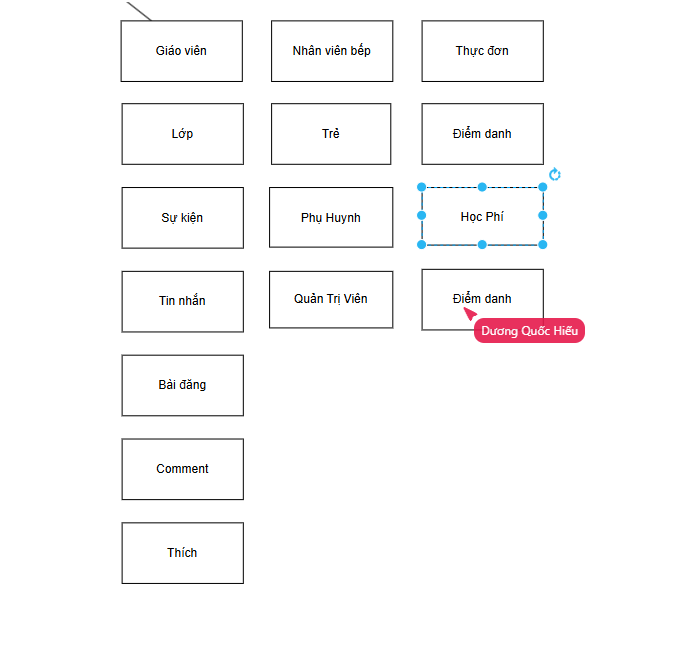 Giáo viên
Nhân viên bếp
Thực đơn
Lớp
Trẻ
Điểm danh
Sự kiện
Phụ Huynh
Học Phí
Tin nhắn
Quản Trị Viên
Điểm danh
Dương Quốc Hiếu
Bài đăng
Comment
Thích